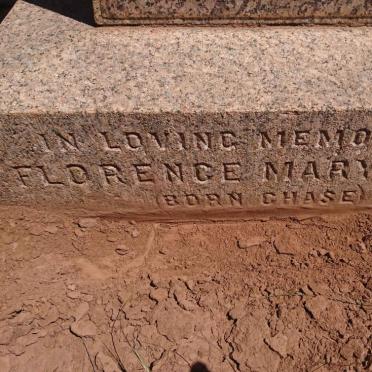 IN LOVING MEMO
FLORENCE MARY
(BORN CHASE)